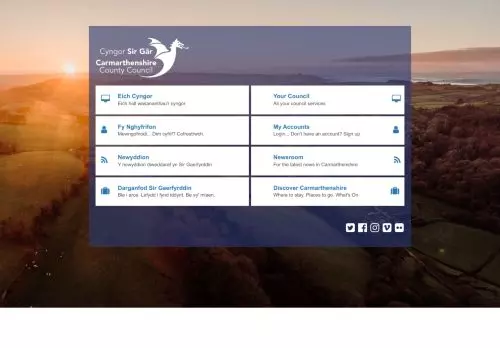 Cyngor Sir Gâr
Carmarthenshire
County Council
Eich Cyngor
Eich holl wasanaethau'r cyngor
Your Council
All your council services
Fy Nghyfrifon
Mewngofnodi... Dim cyfrif? Cofrestrwch
My Accounts
Login... Don't have an account? Sign up
Newyddion
Y newyddion diweddaraf yn Sir Gaerfyrddin
Newsroom
For the latest news in Carmarthenshire
Darganfod Sir Gaerfyrddin
Ble i aros. Llefydd i fynd iddynt. Be sy' mlaen.
Discover Carmarthenshire
Where to stay. Places to go. What's On